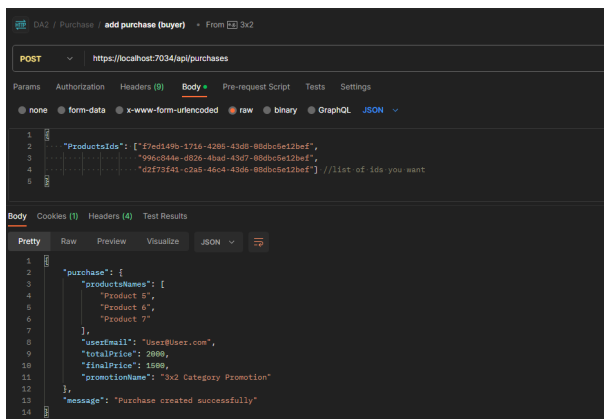 DA2 / Purchase / add purchase (buyer) • From 3x2
POST https://localhost:7034/api/purchases
Params Authorization Headers (9) Body Pre-request Script Tests Settings
none form-data x-www-form-urlencoded raw binary GraphQL JSON
1 {
2 "ProductsIds": ["f7ed149b-1716-4205-43d8-08dbc5e12bef",
3 "996c844e-d826-4bad-43d7-08dbc5e12bef",
4 "d2f73f41-c2a5-46c4-43d6-08dbc5e12bef"] //list of ids you want
5 }
Body Cookies (1) Headers (4) Test Results
Pretty Raw Preview Visualize JSON
1 {
2 "purchase": {
3 "productsNames": [
4 "Product 5",
5 "Product 6",
6 "Product 7"
7 ],
8 "userEmail": "User@User.com",
9 "totalPrice": 2000,
10 "finalPrice": 1500,
11 "promotionName": "3x2 Category Promotion"
12 },
13 "message": "Purchase created successfully"
14 }